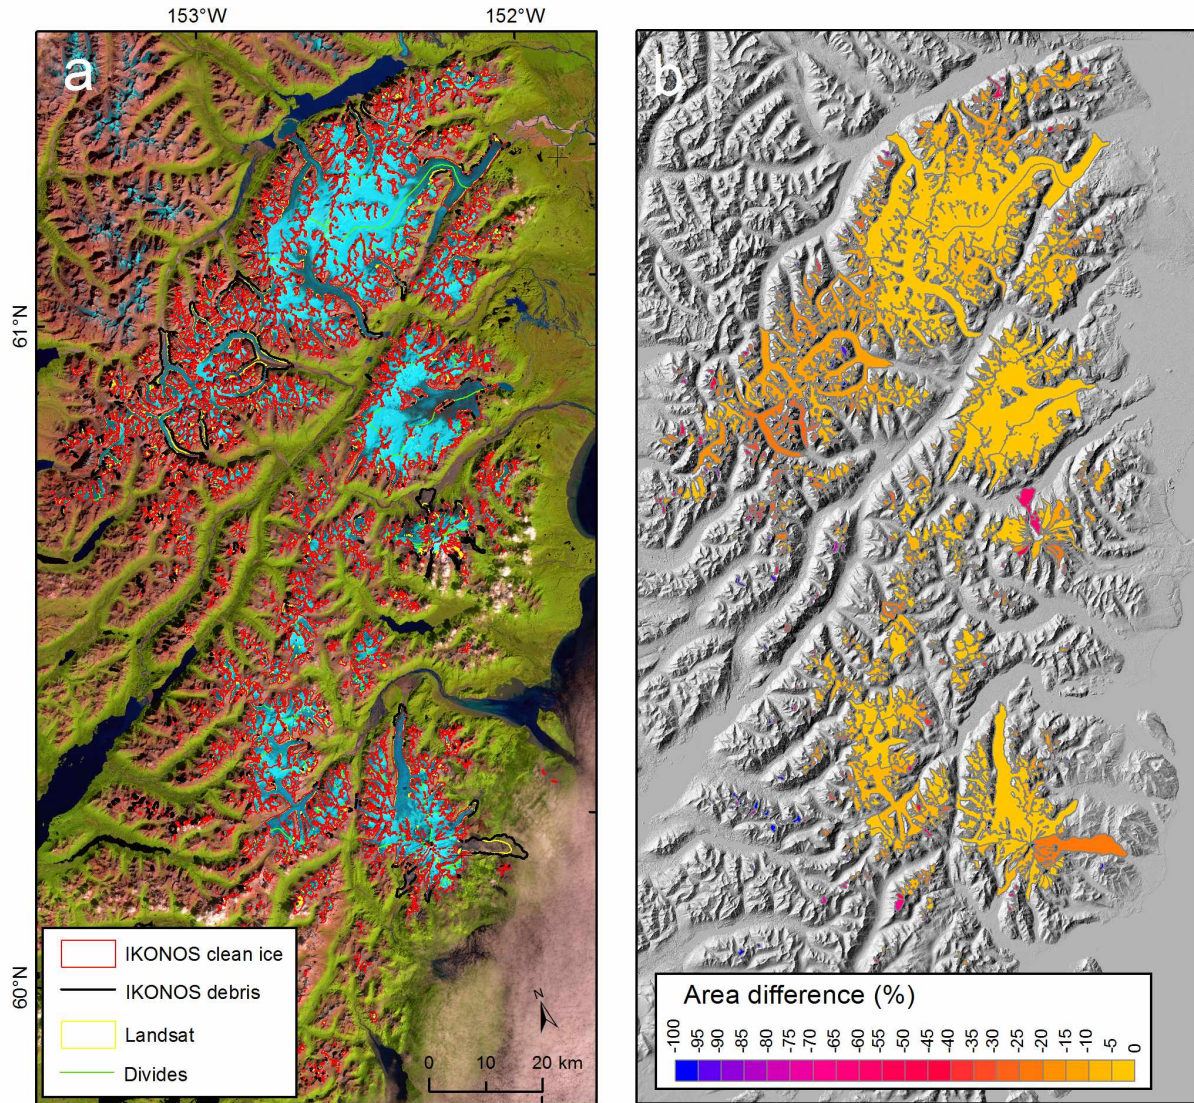 153°W
152°W
a
b
61°N
60°N
IKONOS clean ice
IKONOS debris
Landsat
Divides
N
0 10 20 km
Area difference (%)
-100 -95 -90 -85 -80 -75 -70 -65 -60 -55 -50 -45 -40 -35 -30 -25 -20 -15 -10 -5 0